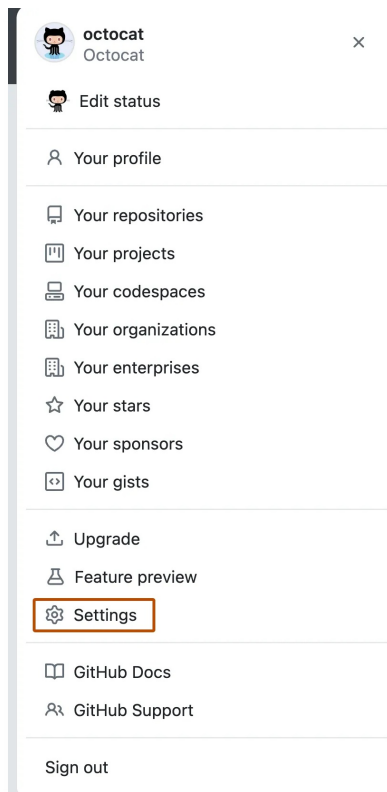 octocat
Octocat
Edit status
Your profile
Your repositories
Your projects
Your codespaces
Your organizations
Your enterprises
Your stars
Your sponsors
Your gists
Upgrade
Feature preview
Settings
GitHub Docs
GitHub Support
Sign out